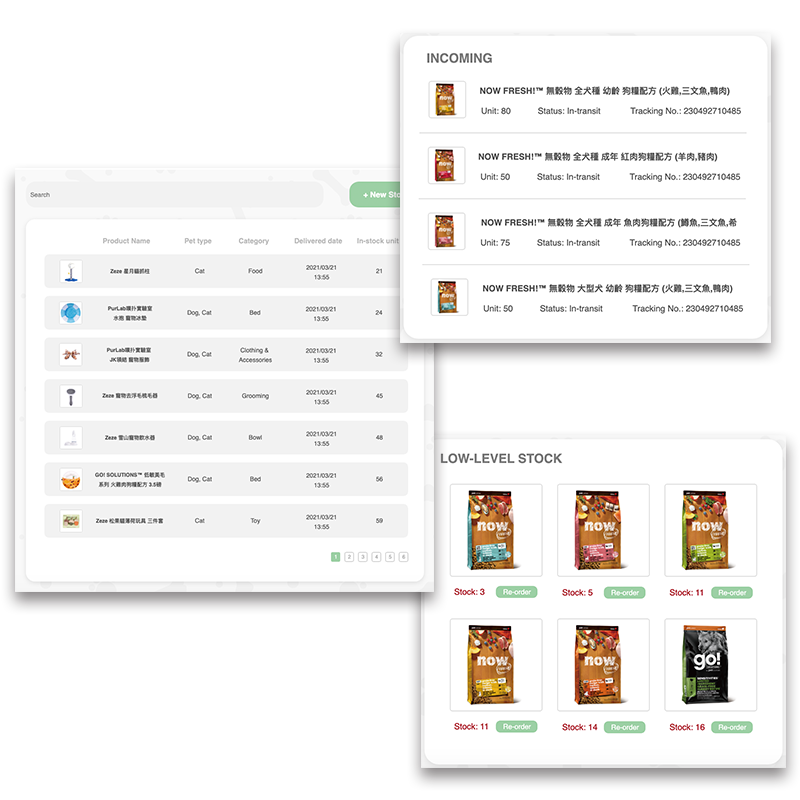 INCOMING
NOW FRESH!™ 無穀物 全犬種 幼齡 狗糧配方 (火雞,三文魚,鴨肉)
Unit: 80 Status: In-transit Tracking No.: 230492710485
NOW FRESH!™ 無穀物 全犬種 成年 紅肉狗糧配方 (羊肉,豬肉)
Unit: 50 Status: In-transit Tracking No.: 230492710485
NOW FRESH!™ 無穀物 全犬種 成年 魚肉狗糧配方 (鱒魚,三文魚,希
Unit: 75 Status: In-transit Tracking No.: 230492710485
NOW FRESH!™ 無穀物 大型犬 幼齡 狗糧配方 (火雞,三文魚,鴨肉)
Unit: 50 Status: In-transit Tracking No.: 230492710485
Search
+ New Sto
Product Name Pet type Category Delivered date In-stock unit
Zeze 星月貓抓柱 Cat Food 2021/03/21
13:55 21
PurLab噗扑實驗室
水雨 寵物冰墊 Dog, Cat Bed 2021/03/21
13:55 24
PurLab噗扑實驗室
JK領結 寵物服飾 Dog, Cat Clothing &
Accessories 2021/03/21
13:55 32
Zeze 寵物去浮毛梳毛器 Dog, Cat Grooming 2021/03/21
13:55 45
Zeze 雪山寵物飲水器 Dog, Cat Bowl 2021/03/21
13:55 48
GO! SOLUTIONS™ 低敏美毛
系列 火雞肉狗糧配方 3.5磅 Dog, Cat Bed 2021/03/21
13:55 56
Zeze 松果貓薄荷玩具 三件套 Cat Toy 2021/03/21
13:55 59
1 2 3 4 5 6
LOW-LEVEL STOCK
now
now
now
Stock: 3 Re-order
Stock: 5 Re-order
Stock: 11 Re-order
now
now
go!
Stock: 11 Re-order
Stock: 14 Re-order
Stock: 16 Re-order